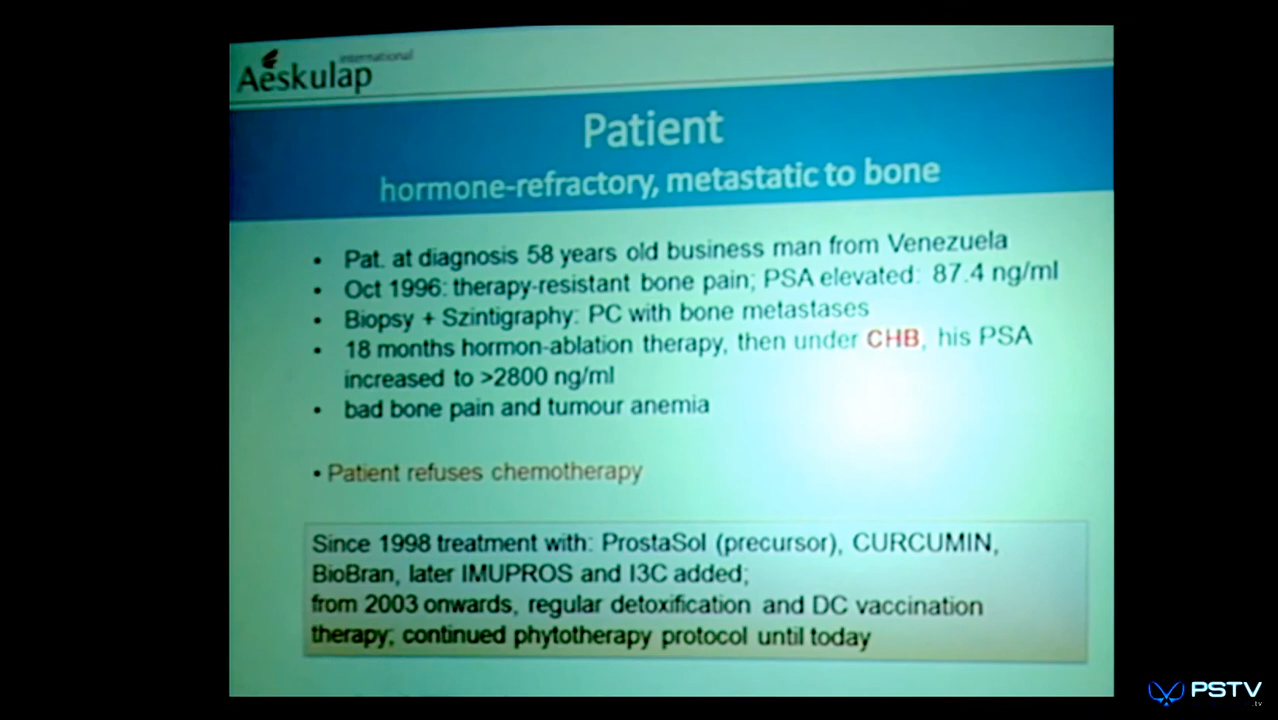 international
Aeskulap
Patient
hormone-refractory, metastatic to bone
• Pat. at diagnosis 58 years old business man from Venezuela
• Oct 1996: therapy-resistant bone pain; PSA elevated: 87.4 ng/ml
• Biopsy + Szintigraphy: PC with bone metastases
• 18 months hormon-ablation therapy, then under CHB, his PSA
increased to >2800 ng/ml
• bad bone pain and tumour anemia
• Patient refuses chemotherapy
Since 1998 treatment with: ProstaSol (precursor), CURCUMIN,
BioBran, later IMUPROS and I3C added;
from 2003 onwards, regular detoxification and DC vaccination
therapy; continued phytotherapy protocol until today
PSTV
.tv